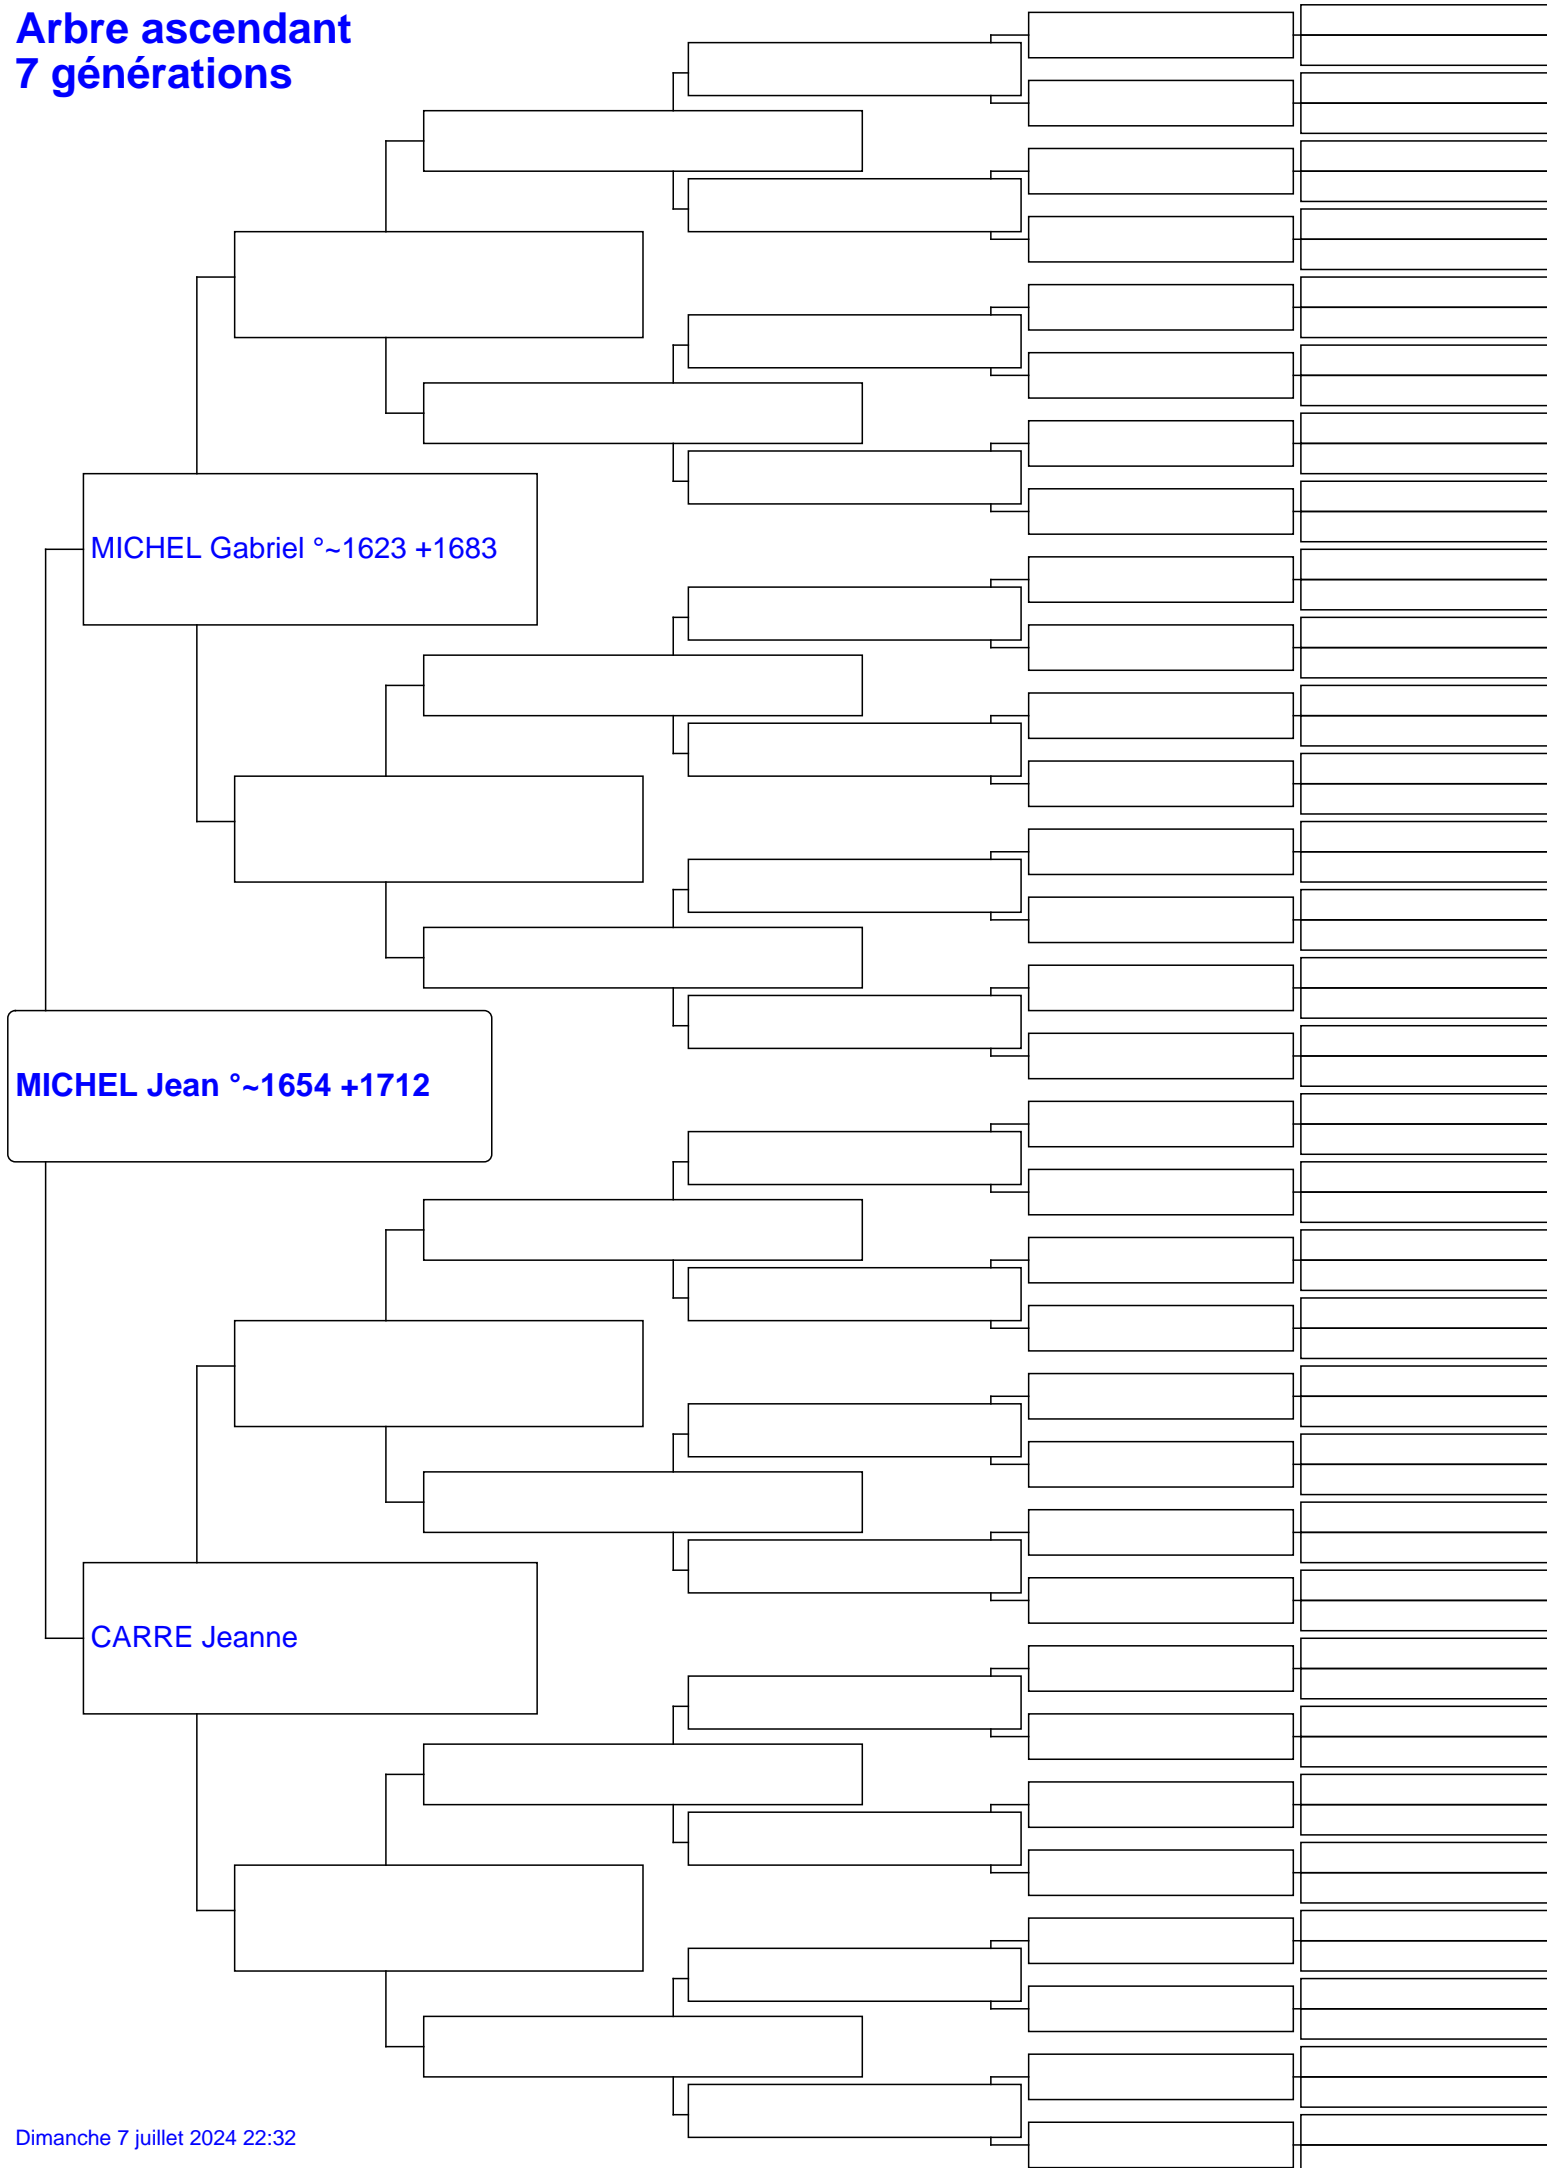 Arbre ascendant
7 générations
MICHEL Gabriel °~1623 +1683
MICHEL Jean °~1654 +1712
CARRE Jeanne
Dimanche 7 juillet 2024 22:32